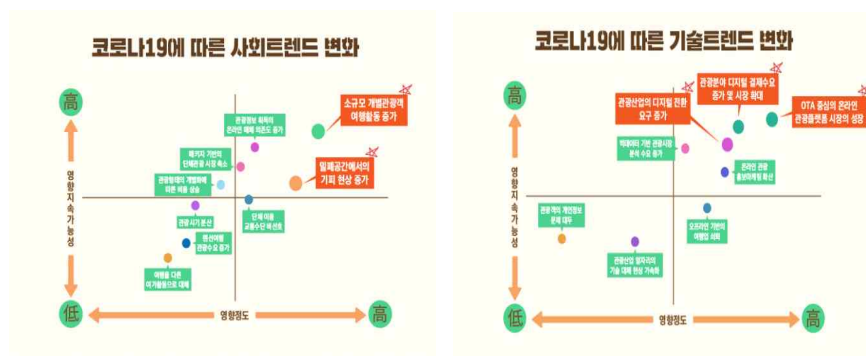 코로나19에 따른 사회트렌드 변화
高
소규모 개별관광객
여행활동 증가
관광정보 획득의
온라인 매체 의존도 증가
패키지 기반의
단체관광 시장 축소
밀폐공간에서의
기피 현상 증가
관광형태의 개별화에
따른 비용 상승
영향지속가능성
관광 시기 분산
단체 이용
교통수단 비선호
관광수요 증가
여행을 다른
여가활동으로 대체
低
영향정도
高
코로나19에 따른 기술트렌드 변화
高
관광분야 디지털 결제수요
증가 및 시장 확대
관광산업의 디지털 전환
요구 증가
OTA 중심의 온라인
관광플랫폼 시장의 성장
빅데이터 기반 관광시장
분석 수요 증가
온라인 관광
홍보마케팅 확산
영향지속가능성
관광객의 개인정보
문제 대두
오프라인 기반의
여행업 쇠퇴
관광산업 일자리의
기술 대체 현상 가속화
低
영향정도
高